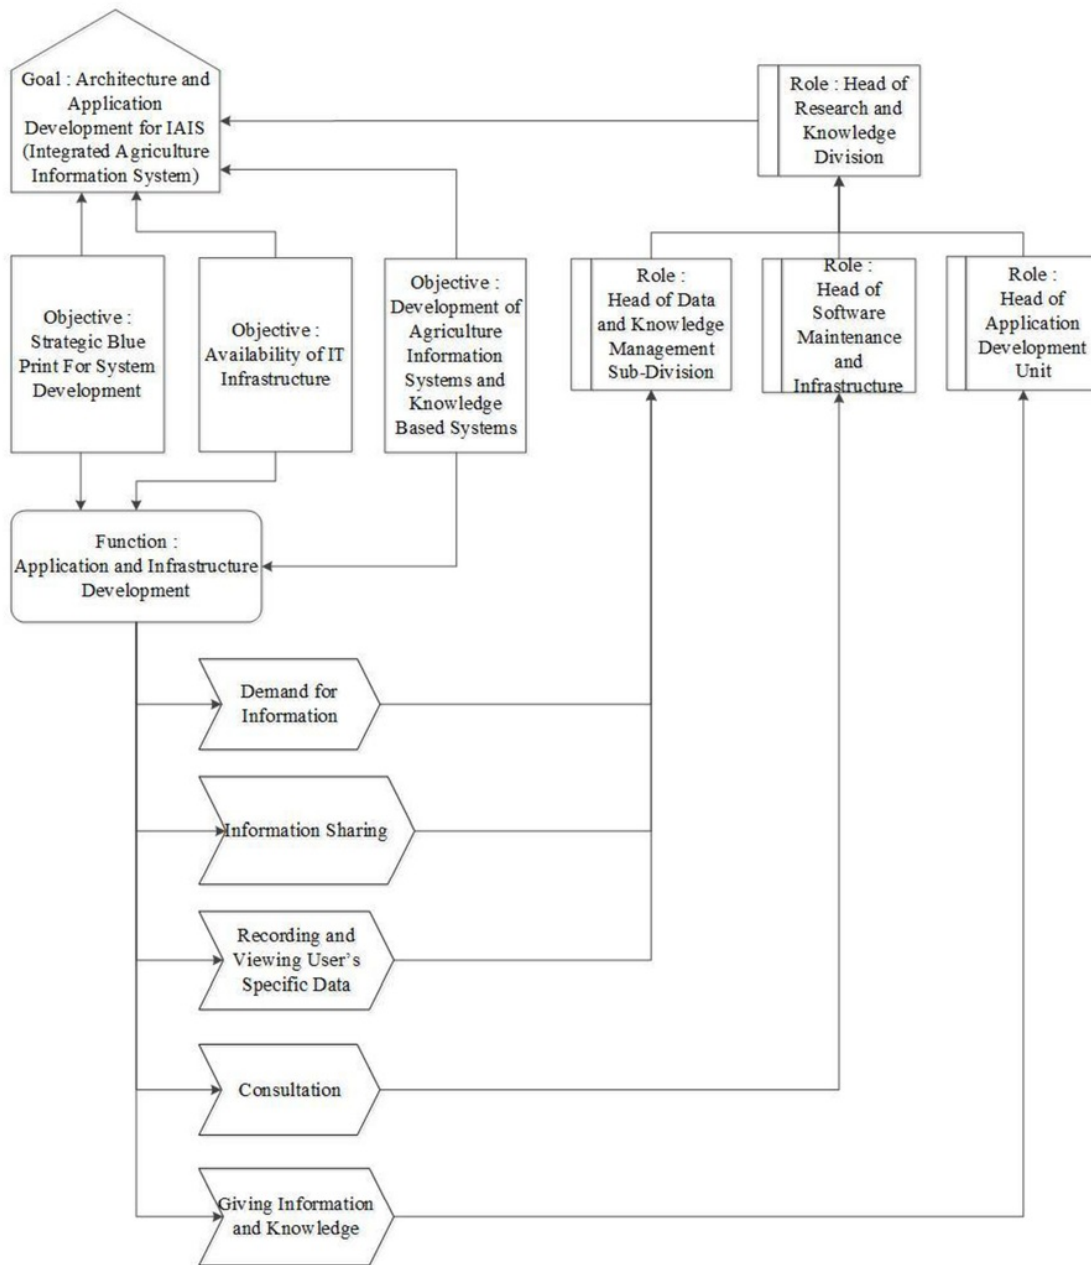 Goal : Architecture and
Application
Development for IAIS
(Integrated Agriculture
Information System)
Role : Head of
Research and
Knowledge
Division
Objective :
Strategic Blue
Print For System
Development
Objective :
Availability of IT
Infrastructure
Objective :
Development of
Agriculture
Information
Systems and
Knowledge
Based Systems
Role :
Head of Data
and Knowledge
Management
Sub-Division
Role :
Head of
Software
Maintenance
and
Infrastructure
Role :
Head of
Application
Development
Unit
Function :
Application and Infrastructure
Development
Demand for
Information
Information Sharing
Recording and
Viewing User’s
Specific Data
Consultation
Giving Information
and Knowledge